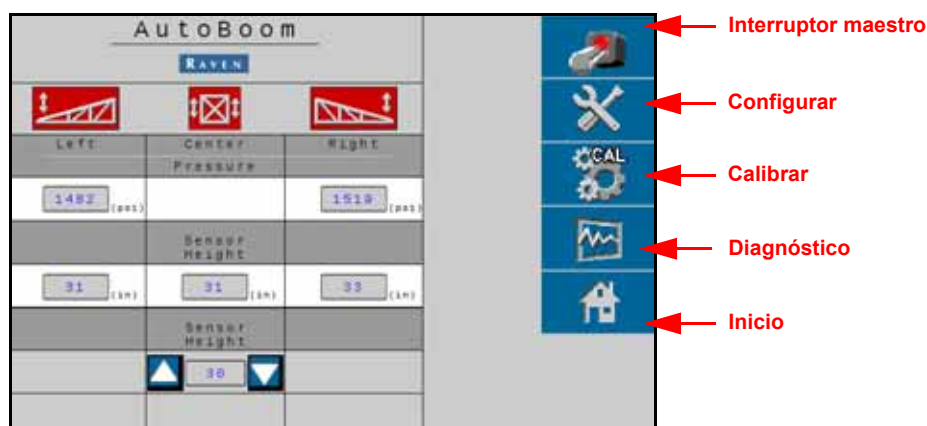 AutoBoom
RAVEN
Left Center Right
Pressure
1482 (psi) 1519 (psi)
Sensor
Height
31 (in) 31 (in) 33 (in)
Sensor
Height
30
CAL
Interruptor maestro
Configurar
Calibrar
Diagnóstico
Inicio